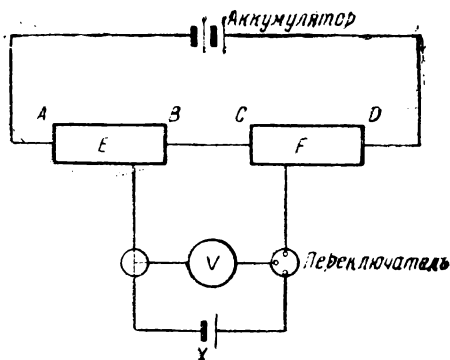 Аккумулятор
A B C D
E F
V
Переключатель
X